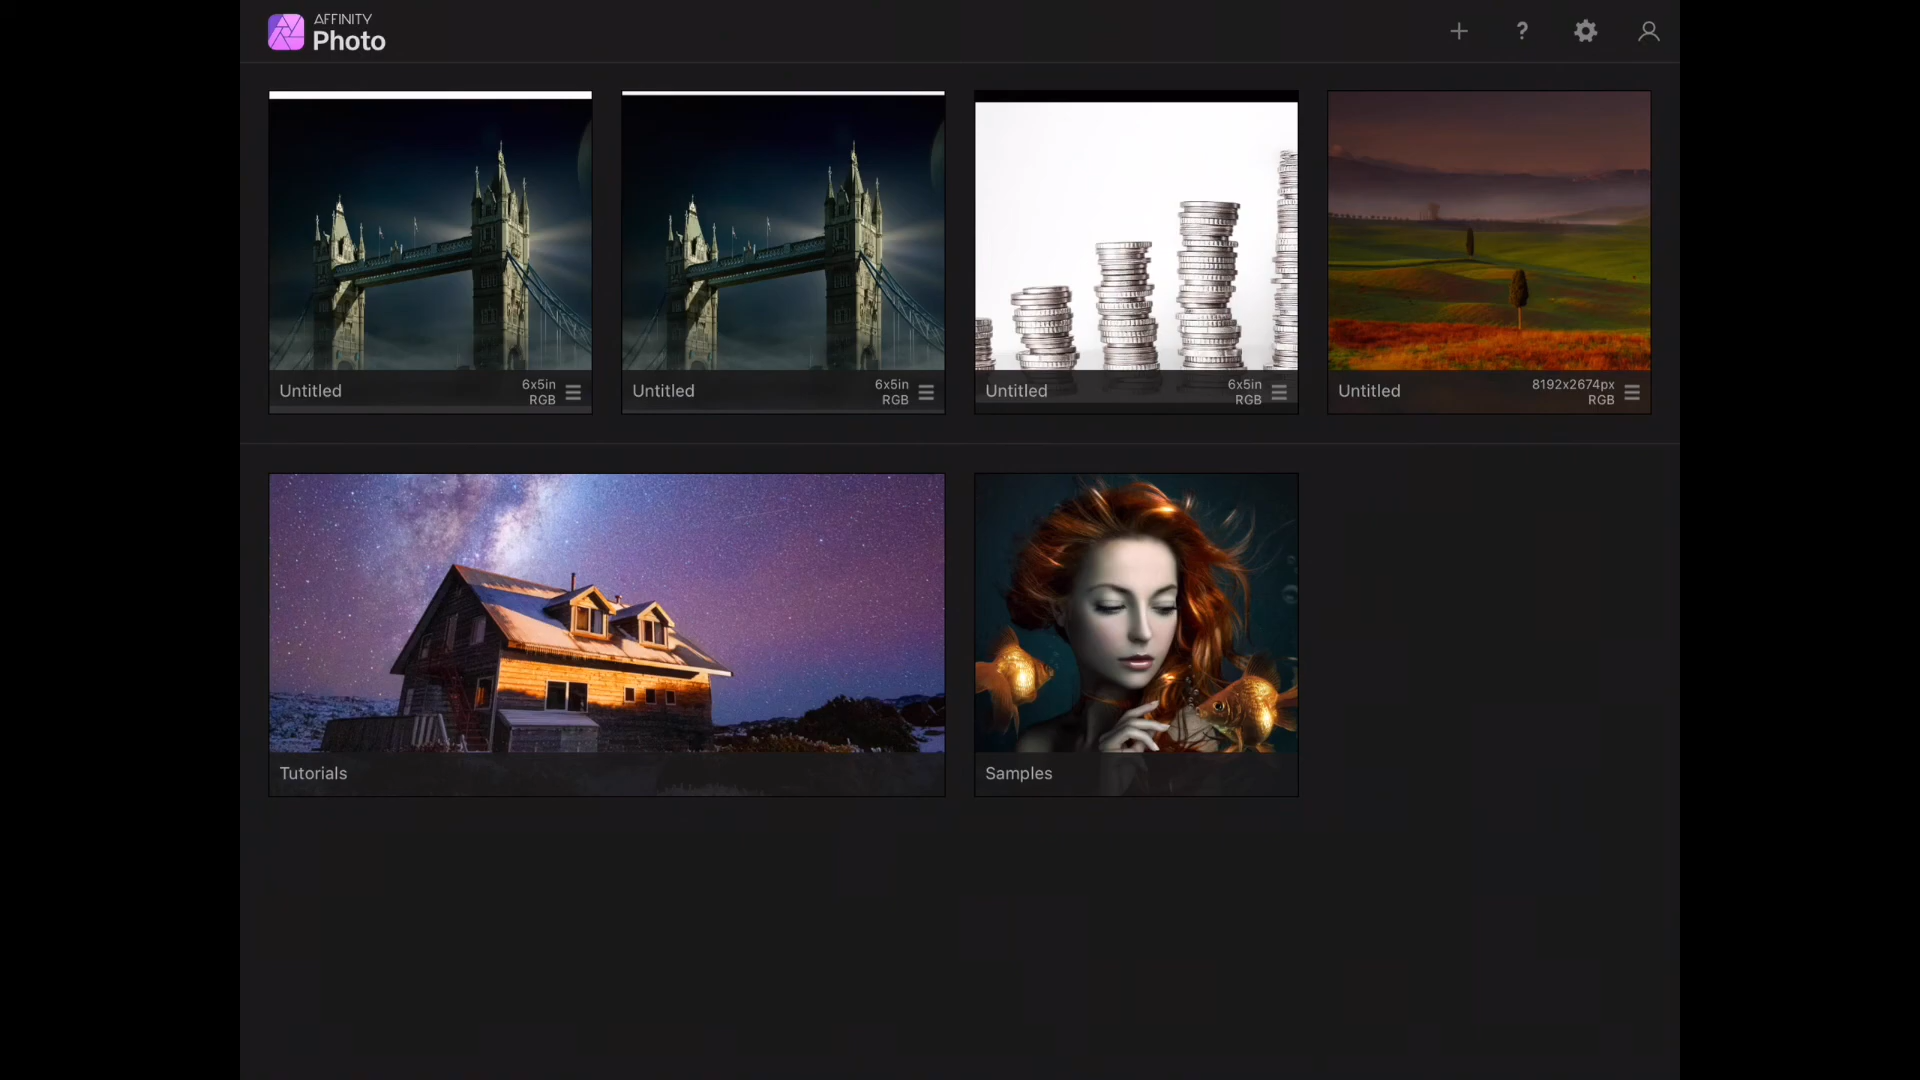 AFFINITY
Photo
?
Untitled
6x5in
RGB
Untitled
6x5in
RGB
Untitled
6x5in
RGB
Untitled
8192x2674px
RGB
Tutorials
Samples